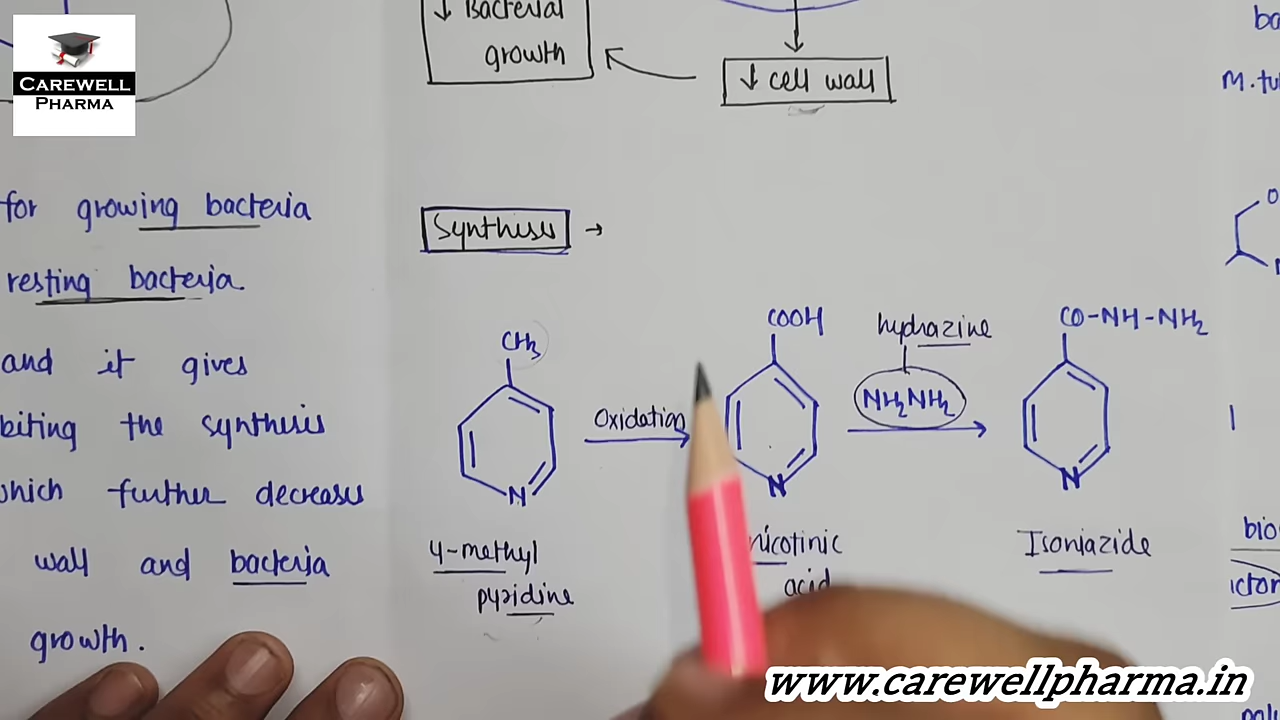 CAREWELL
PHARMA
↓ Bacterial
growth
↓ cell wall
for growing bacteria
resting bacteria.
and it gives
biting the synthesis
which further decreases
wall and bacteria
growth.
Synthesis →
CH3
N
4-methyl
pyridine
Oxidation
COOH
N
nicotinic
acid
hydrazine
NH2NH2
CO-NH-NH2
N
Isoniazide
M.tu
O
bio
www.carewellpharma.in